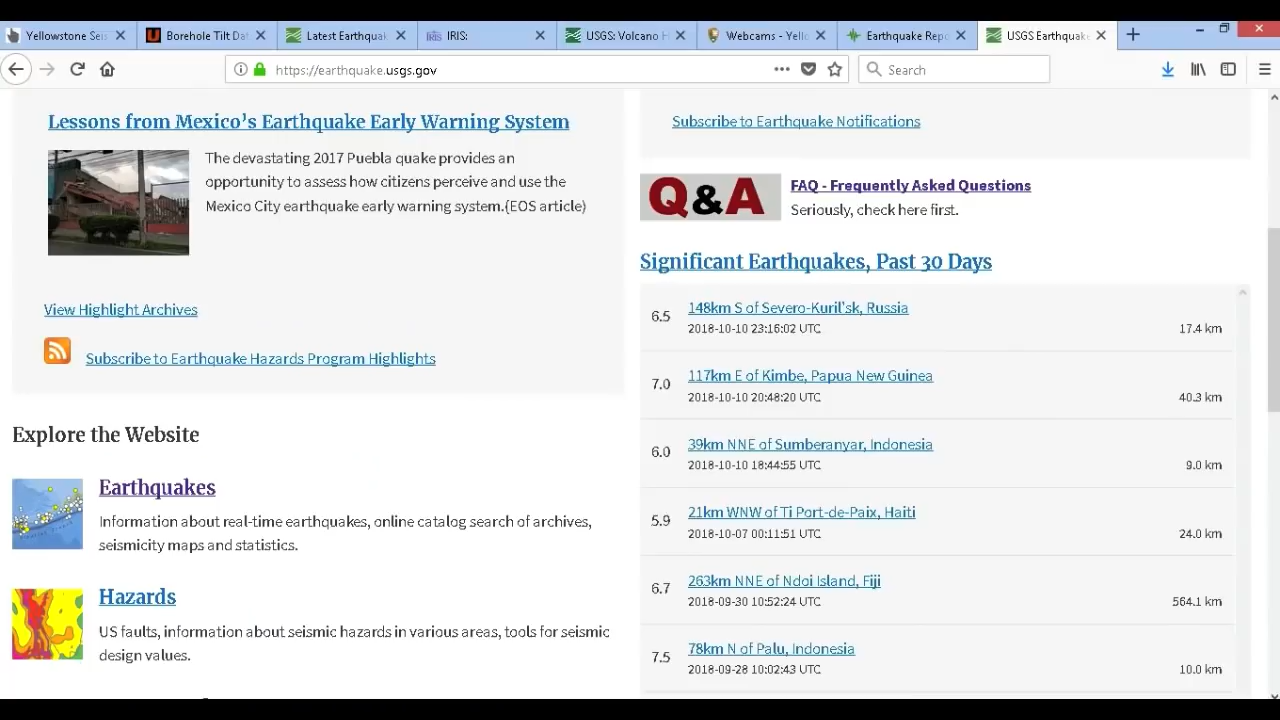 Yellowstone Seis
Borehole Tilt Dat
Latest Earthquak
IRIS:
USGS: Volcano H
Webcams - Yello
Earthquake Repo
USGS Earthquake
https://earthquake.usgs.gov
Search
Lessons from Mexico's Earthquake Early Warning System
The devastating 2017 Puebla quake provides an
opportunity to assess how citizens perceive and use the
Mexico City earthquake early warning system.(EOS article)
View Highlight Archives
Subscribe to Earthquake Hazards Program Highlights
Explore the Website
Earthquakes
Information about real-time earthquakes, online catalog search of archives,
seismicity maps and statistics.
Hazards
US faults, information about seismic hazards in various areas, tools for seismic
design values.
Subscribe to Earthquake Notifications
Q&A
FAQ - Frequently Asked Questions
Seriously, check here first.
Significant Earthquakes, Past 30 Days
6.5 148km S of Severo-Kuril'sk, Russia
2018-10-10 23:16:02 UTC 17.4 km
7.0 117km E of Kimbe, Papua New Guinea
2018-10-10 20:48:20 UTC 40.3 km
6.0 39km NNE of Sumberanyar, Indonesia
2018-10-10 18:44:55 UTC 9.0 km
5.9 21km WNW of Ti Port-de-Paix, Haiti
2018-10-07 00:11:51 UTC 24.0 km
6.7 263km NNE of Ndoi Island, Fiji
2018-09-30 10:52:24 UTC 564.1 km
7.5 78km N of Palu, Indonesia
2018-09-28 10:02:43 UTC 10.0 km